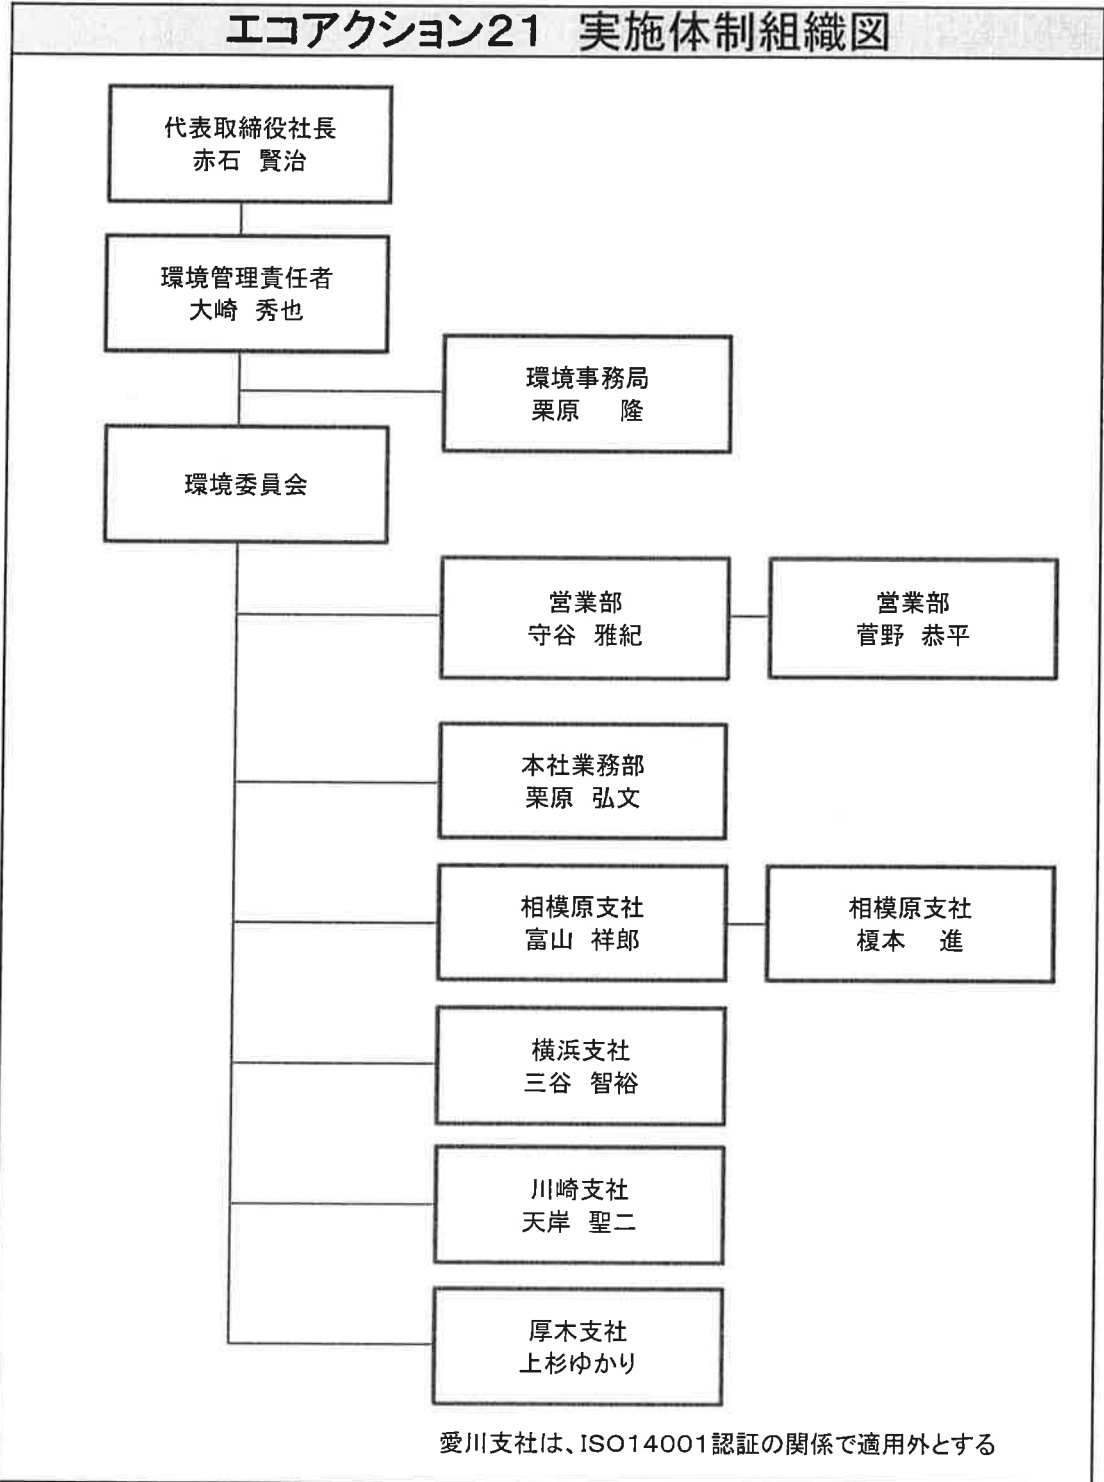 エコアクション21 実施体制組織図
代表取締役社長
赤石 賢治
環境管理責任者
大崎 秀也
環境事務局
栗原 隆
環境委員会
営業部
守谷 雅紀
営業部
菅野 恭平
本社業務部
栗原 弘文
相模原支社
富山 祥郎
相模原支社
榎本 進
横浜支社
三谷 智裕
川崎支社
天岸 聖二
厚木支社
上杉ゆかり
愛川支社は、ISO14001認証の関係で適用外とする